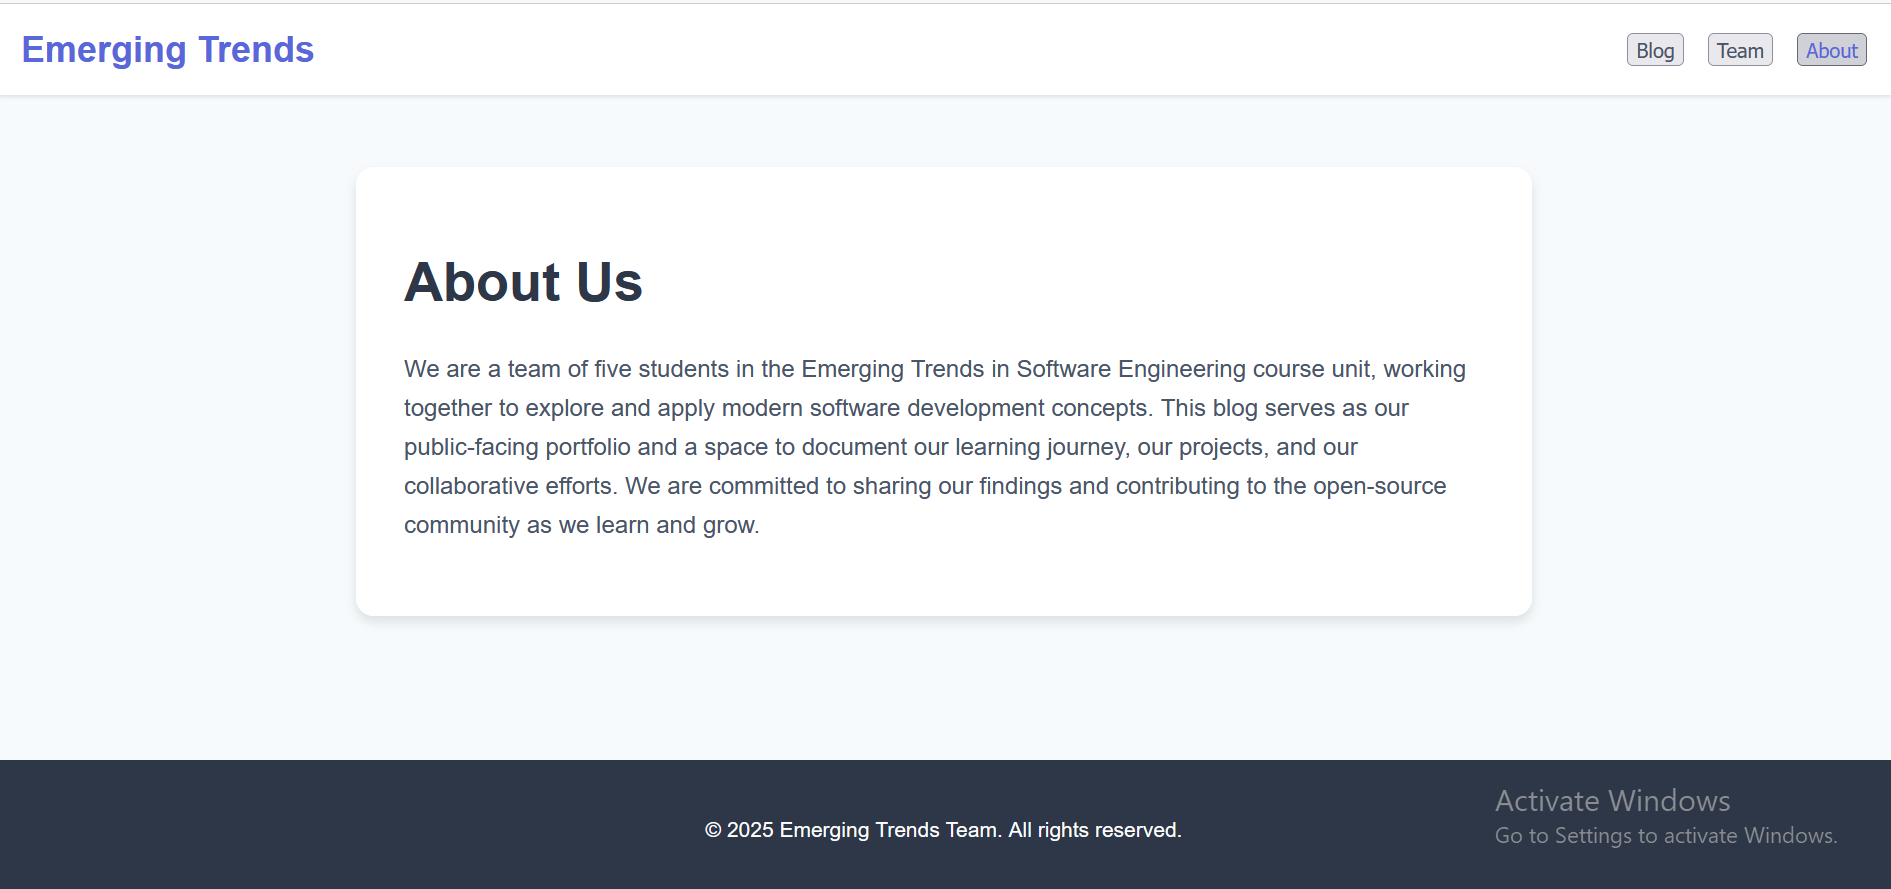 Emerging Trends
Blog
Team
About
About Us
We are a team of five students in the Emerging Trends in Software Engineering course unit, working
together to explore and apply modern software development concepts. This blog serves as our
public-facing portfolio and a space to document our learning journey, our projects, and our
collaborative efforts. We are committed to sharing our findings and contributing to the open-source
community as we learn and grow.
© 2025 Emerging Trends Team. All rights reserved.
Activate Windows
Go to Settings to activate Windows.